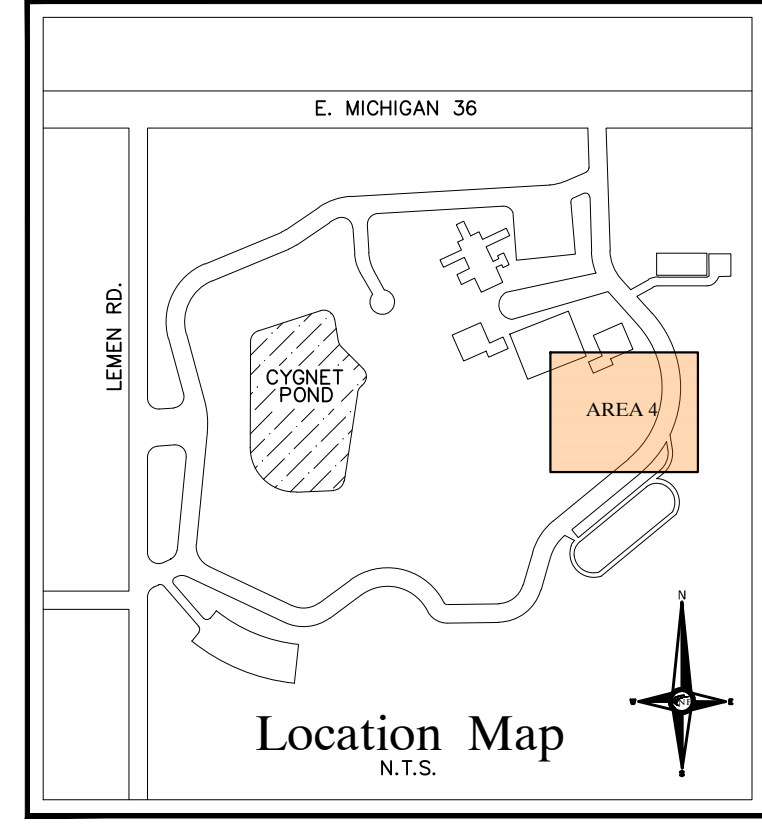 E. MICHIGAN 36
LEMEN RD.
CYGNET
POND
AREA 4
N
W
E
S
Location Map
N.T.S.